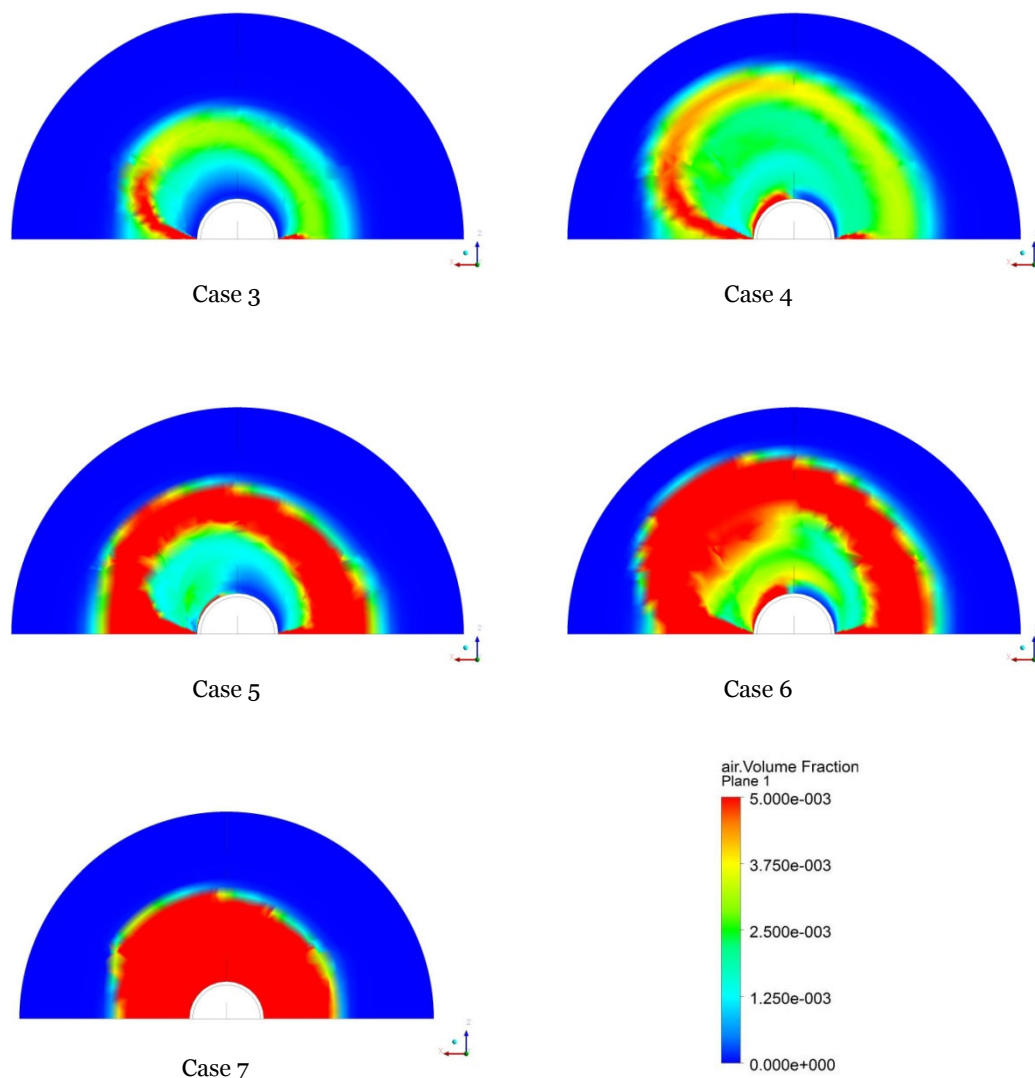 Case 3
Case 4
Case 5
Case 6
Case 7
air.Volume Fraction
Plane 1
5.000e-003
3.750e-003
2.500e-003
1.250e-003
0.000e+000